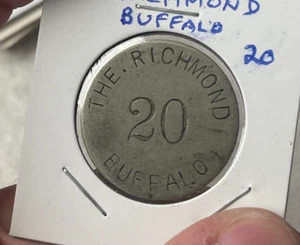 RICHMOND
BUFFALO
20
THE. RICHMOND
20
BUFFALO